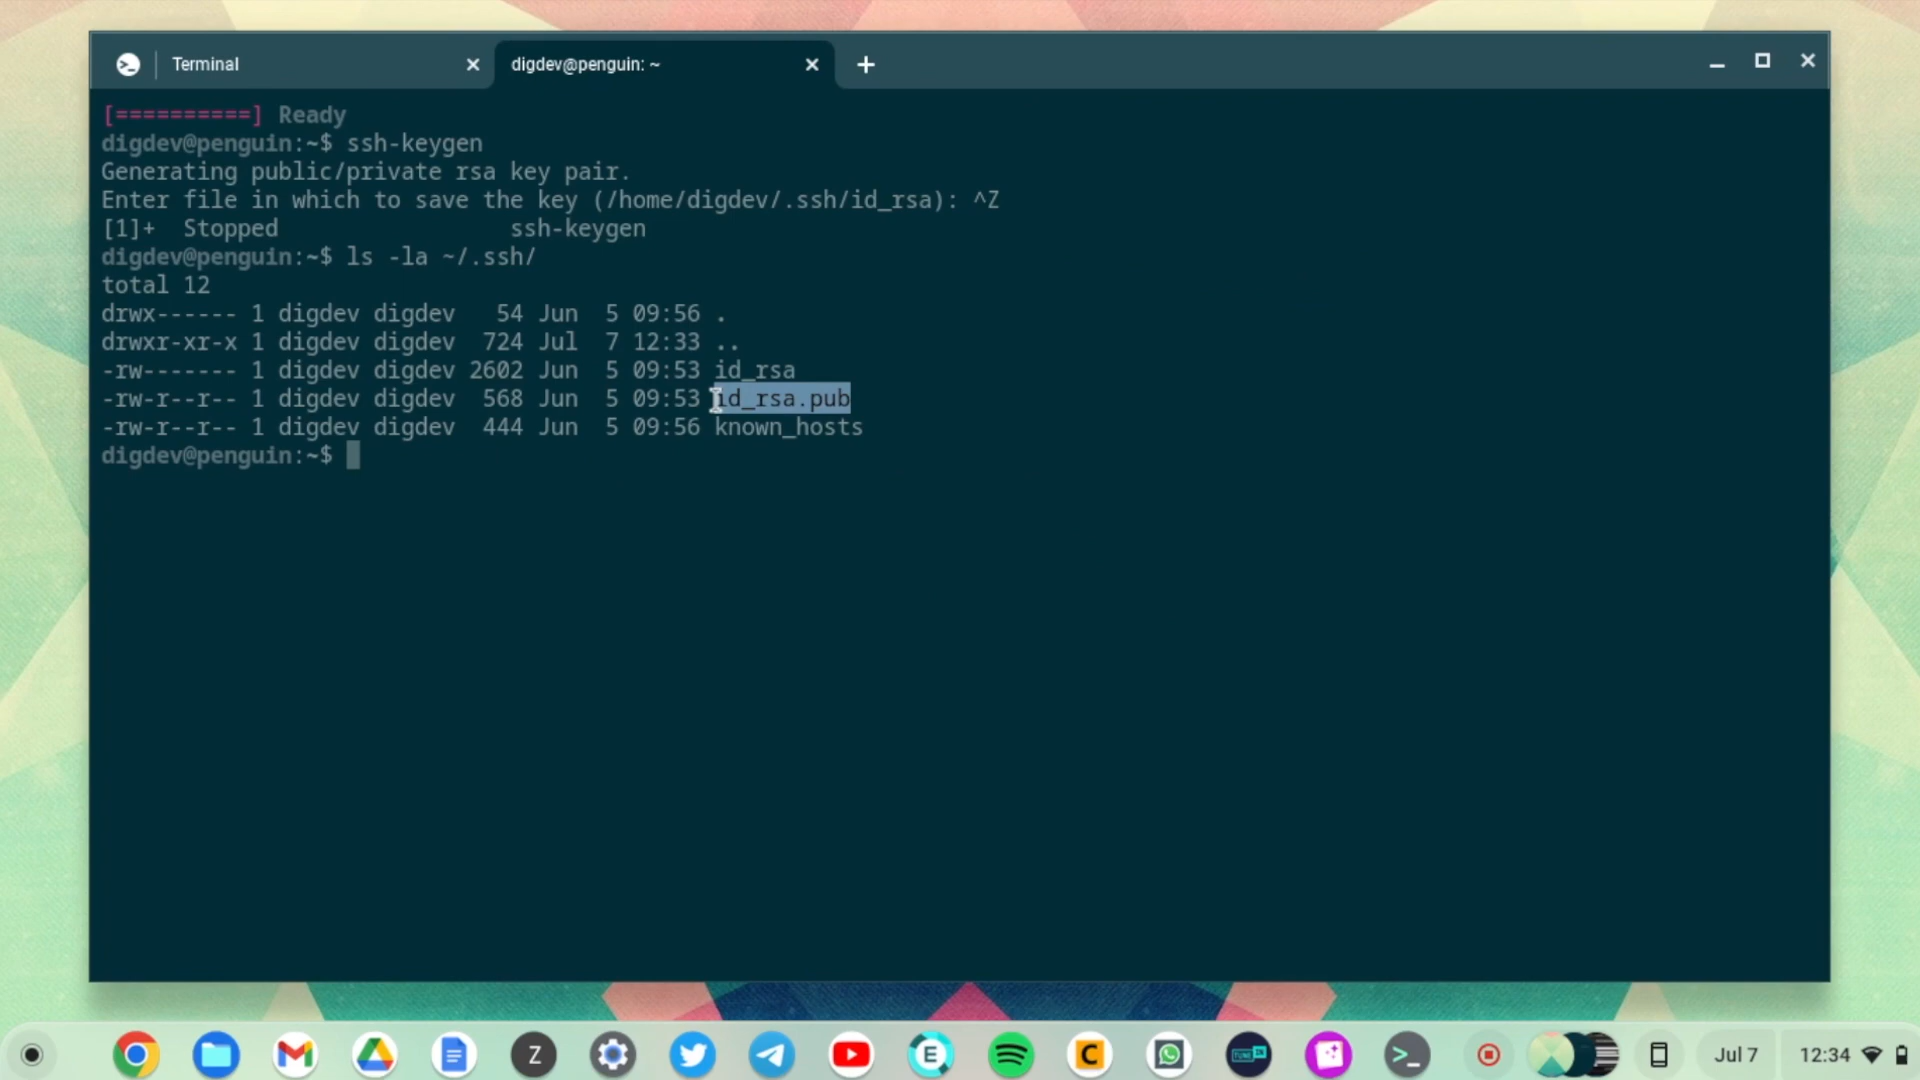 Terminal
digdev@penguin: ~
[==========] Ready
digdev@penguin:~$ ssh-keygen
Generating public/private rsa key pair.
Enter file in which to save the key (/home/digdev/.ssh/id_rsa): ^Z
[1]+  Stopped                 ssh-keygen
digdev@penguin:~$ ls -la ~/.ssh/
total 12
drwx------ 1 digdev digdev   54 Jun  5 09:56 .
drwxr-xr-x 1 digdev digdev  724 Jul  7 12:33 ..
-rw------- 1 digdev digdev 2602 Jun  5 09:53 id_rsa
-rw-r--r-- 1 digdev digdev  568 Jun  5 09:53 id_rsa.pub
-rw-r--r-- 1 digdev digdev  444 Jun  5 09:56 known_hosts
digdev@penguin:~$
Z
E
C
TUNE IN
Jul 7
12:34